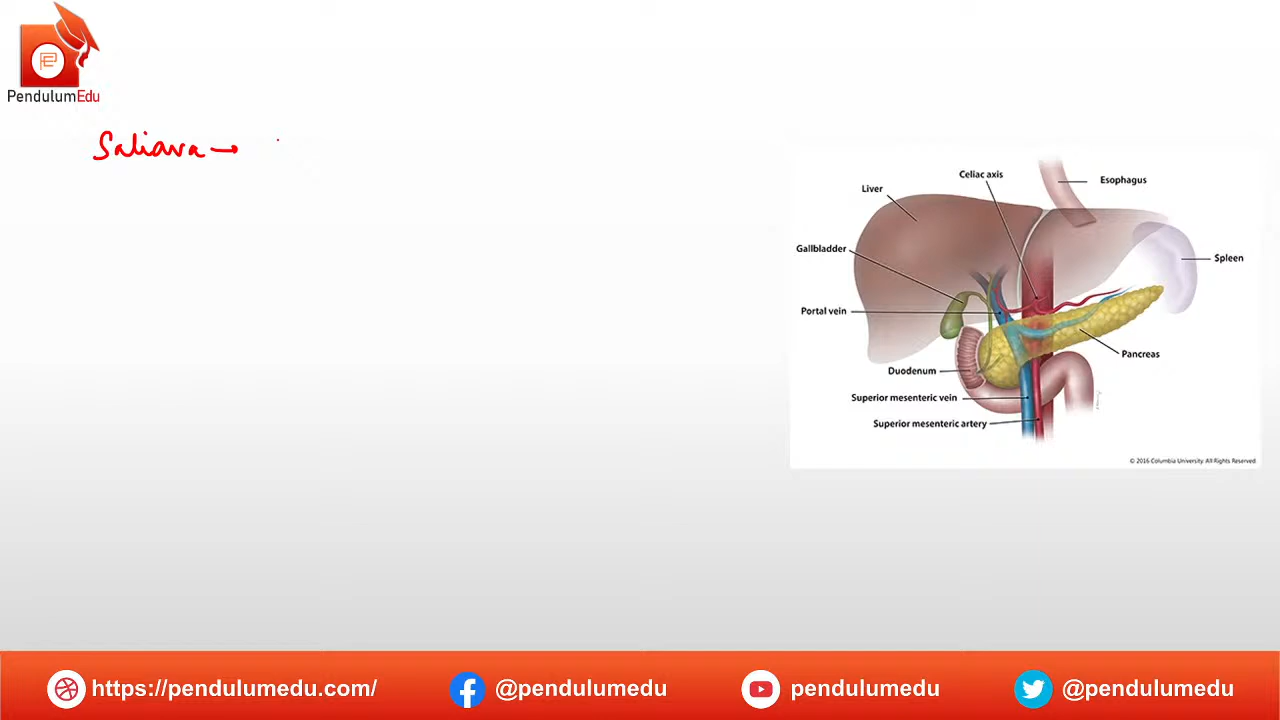 PendulumEdu
Saliava →
Celiac axis
Esophagus
Liver
Gallbladder
Spleen
Portal vein
Pancreas
Duodenum
Superior mesenteric vein
Superior mesenteric artery
© 2016 Columbia University. All Rights Reserved
https://pendulumedu.com/
@pendulumedu
pendulumedu
@pendulumedu